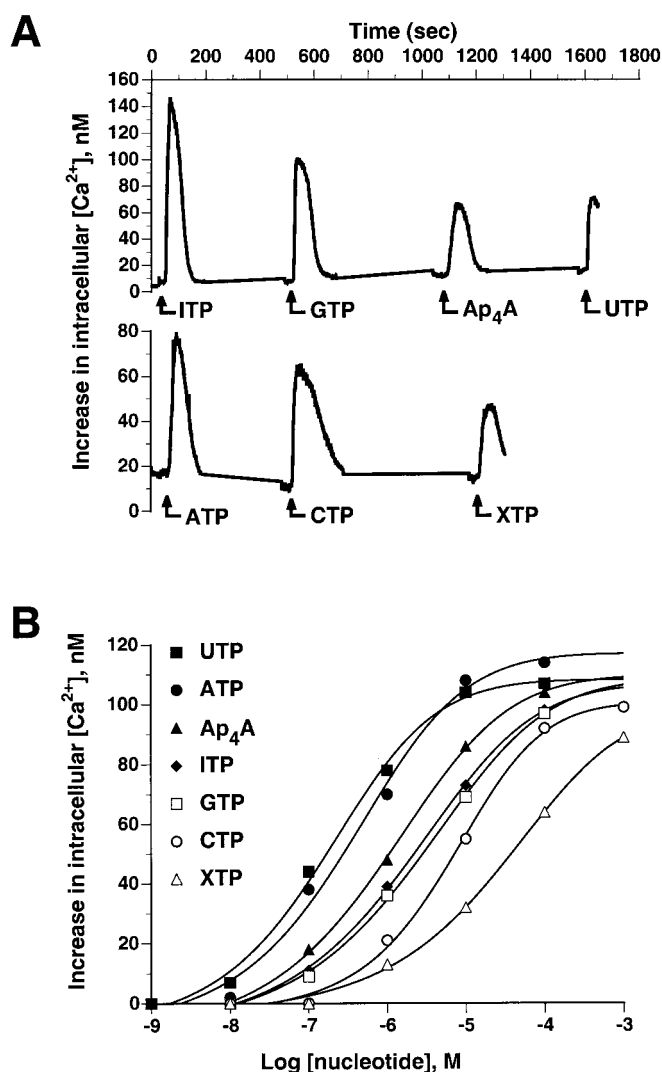 A
Time (sec)
0 200 400 600 800 1000 1200 1400 1600 1800
Increase in intracellular [Ca2+], nM
160
140
120
100
80
60
40
20
0
ITP GTP Ap4A UTP
80
60
40
20
0
ATP CTP XTP
B
Increase in intracellular [Ca2+], nM
120
100
80
60
40
20
0
UTP
ATP
Ap4A
ITP
GTP
CTP
XTP
-9 -8 -7 -6 -5 -4 -3
Log [nucleotide], M